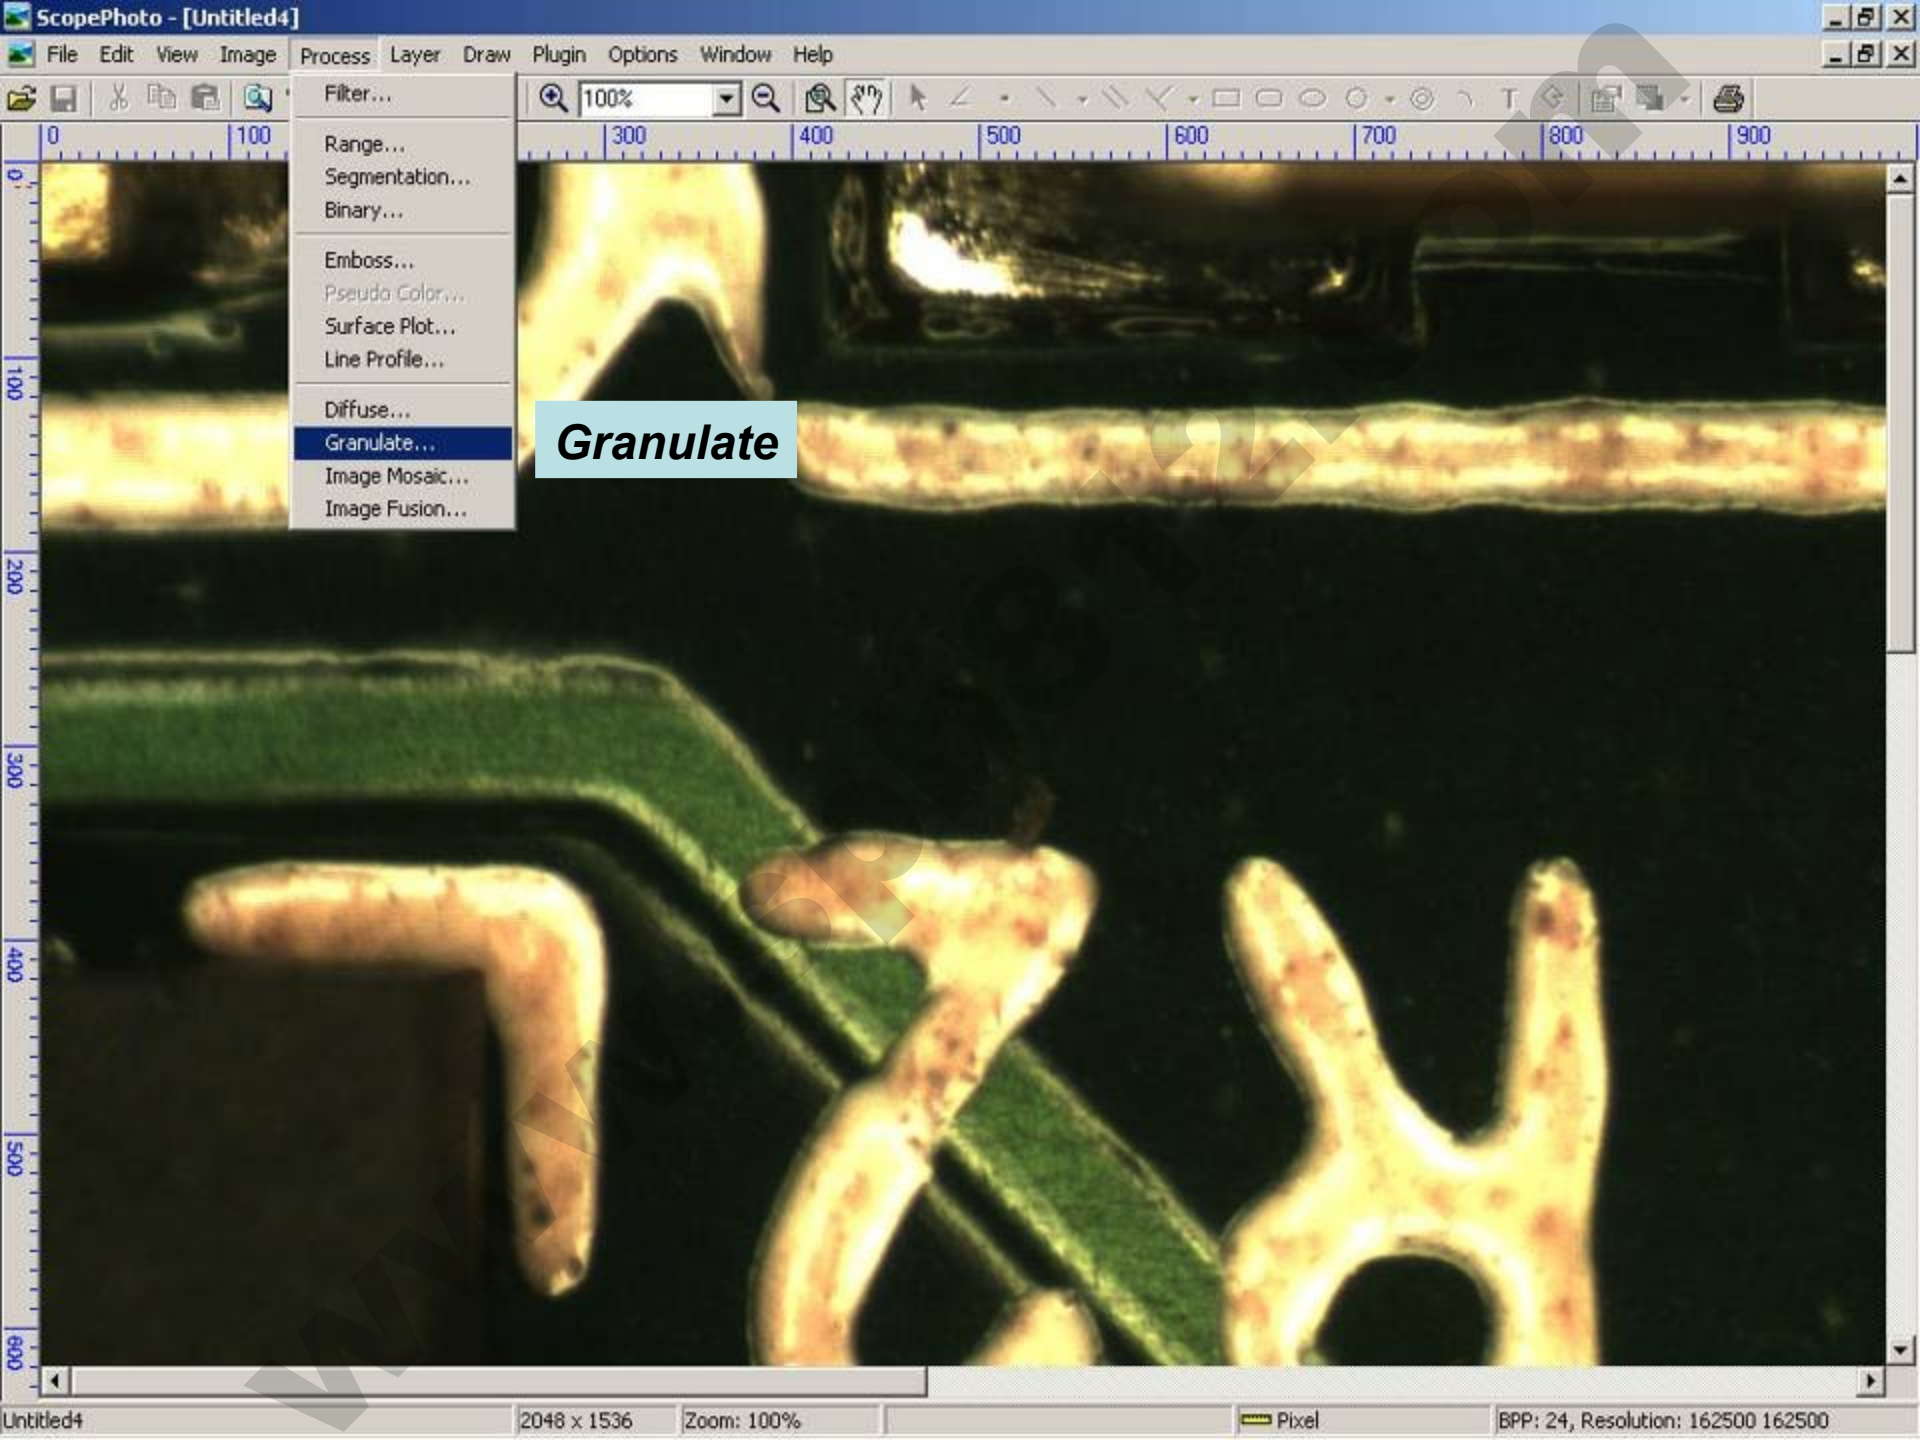 ScopePhoto - [Untitled4]
File Edit View Image Process Layer Draw Plugin Options Window Help
100%
Filter...
Range...
Segmentation...
Binary...
Emboss...
Pseudo Color...
Surface Plot...
Line Profile...
Diffuse...
Granulate...
Image Mosaic...
Image Fusion...
Granulate
0 100 300 400 500 600 700 800 900
0
100
200
300
400
500
600
Untitled4 2048 x 1536 Zoom: 100% Pixel BPP: 24, Resolution: 162500 162500